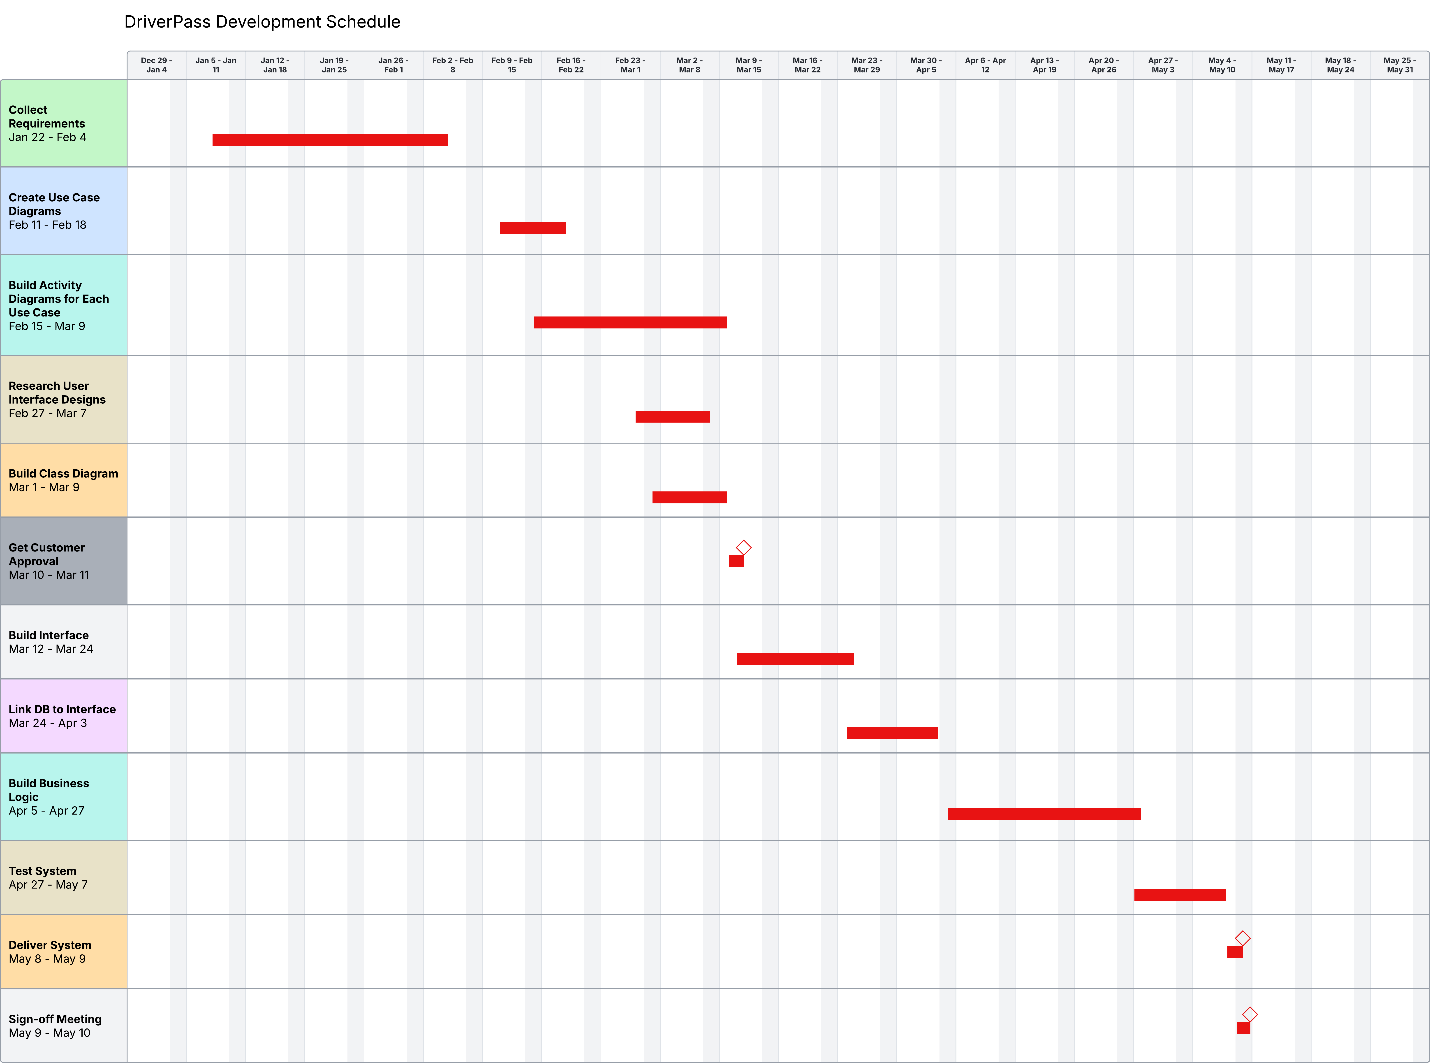 DriverPass Development Schedule
Dec 29 -
Jan 4
Jan 5 - Jan
11
Jan 12 -
Jan 18
Jan 19 -
Jan 25
Jan 26 -
Feb 1
Feb 2 - Feb
8
Feb 9 - Feb
15
Feb 16 -
Feb 22
Feb 23 -
Mar 1
Mar 2 -
Mar 8
Mar 9 -
Mar 15
Mar 16 -
Mar 22
Mar 23 -
Mar 29
Mar 30 -
Apr 5
Apr 6 - Apr
12
Apr 13 -
Apr 19
Apr 20 -
Apr 26
Apr 27 -
May 3
May 4 -
May 10
May 11 -
May 17
May 18 -
May 24
May 25 -
May 31
Collect
Requirements
Jan 22 - Feb 4
Create Use Case
Diagrams
Feb 11 - Feb 18
Build Activity
Diagrams for Each
Use Case
Feb 15 - Mar 9
Research User
Interface Designs
Feb 27 - Mar 7
Build Class Diagram
Mar 1 - Mar 9
Get Customer
Approval
Mar 10 - Mar 11
Build Interface
Mar 12 - Mar 24
Link DB to Interface
Mar 24 - Apr 3
Build Business
Logic
Apr 5 - Apr 27
Test System
Apr 27 - May 7
Deliver System
May 8 - May 9
Sign-off Meeting
May 9 - May 10